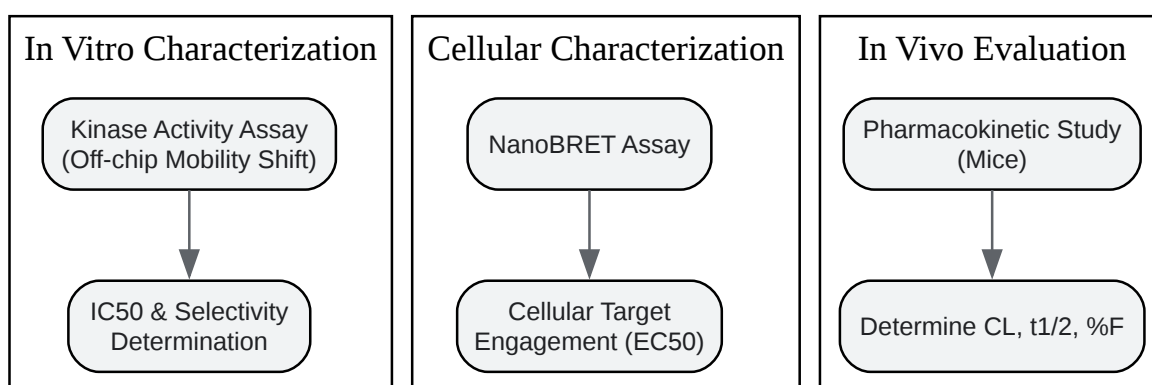 In Vitro Characterization
Kinase Activity Assay
(Off-chip Mobility Shift)
IC50 & Selectivity
Determination
Cellular Characterization
NanoBRET Assay
Cellular Target
Engagement (EC50)
In Vivo Evaluation
Pharmacokinetic Study
(Mice)
Determine CL, t1/2, %F